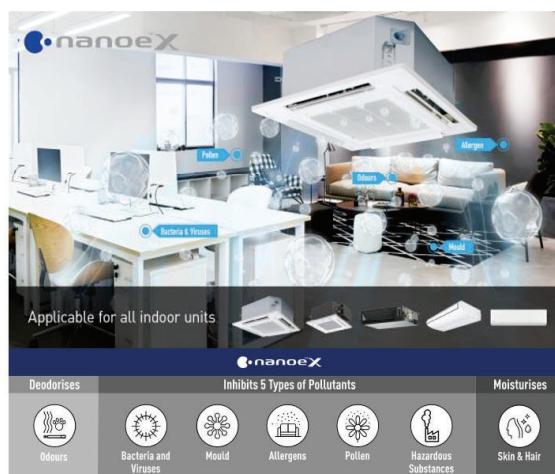 nanoeX
Pollen
Allergen
Odours
Bacteria & Viruses
Mould
Applicable for all indoor units
nanoeX
Deodorises
Inhibits 5 Types of Pollutants
Moisturises
Odours
Bacteria and
Viruses
Mould
Allergens
Pollen
Hazardous
Substances
Skin & Hair